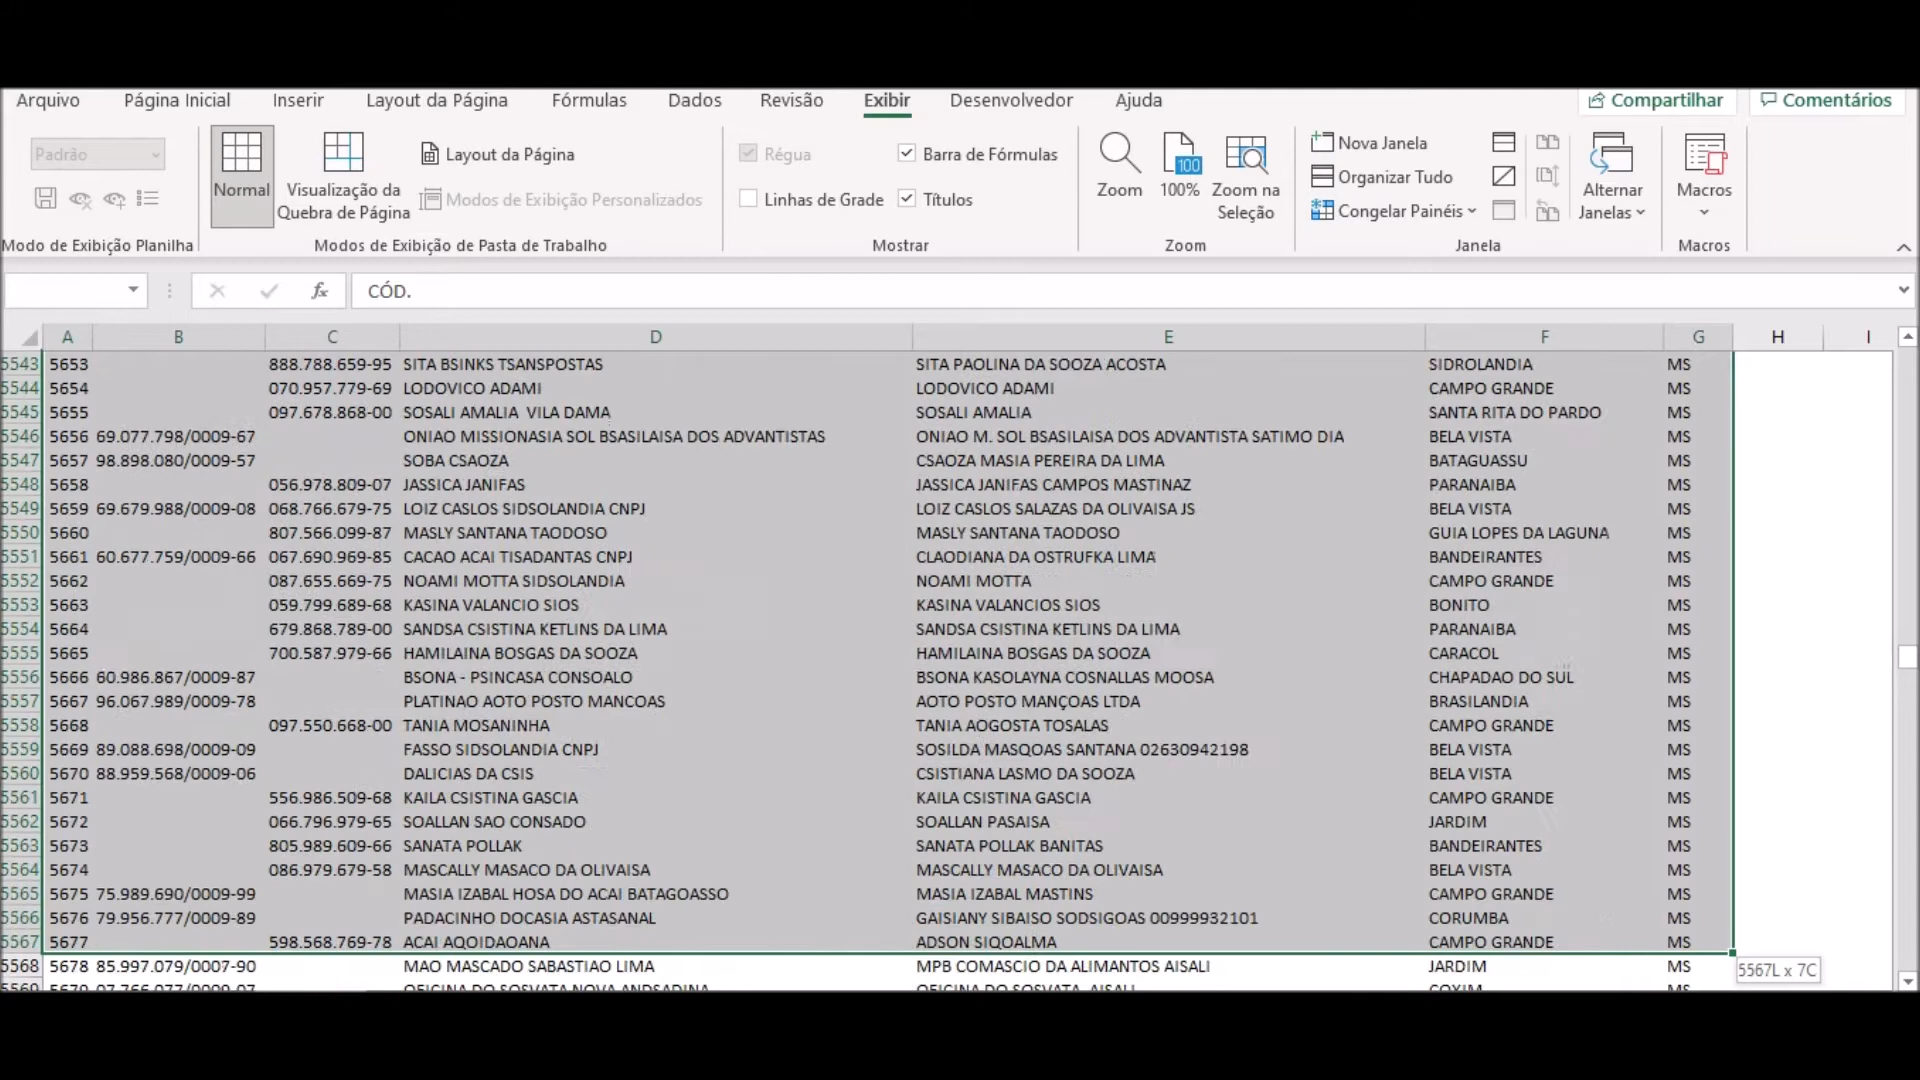 Arquivo Página Inicial Inserir Layout da Página Fórmulas Dados Revisão Exibir Desenvolvedor Ajuda Compartilhar Comentários
Padrão
Normal
Visualização da
Quebra de Página
Layout da Página
Modos de Exibição Personalizados
Régua
Barra de Fórmulas
Linhas de Grade
Títulos
Zoom
100
100%
Zoom na
Seleção
Nova Janela
Organizar Tudo
Congelar Painéis
Alternar
Janelas
Macros
Modo de Exibição Planilha Modos de Exibição de Pasta de Trabalho Mostrar Zoom Janela Macros
fx CÓD.
A B C D E F G H I
5543 5653 888.788.659-95 SITA BSINKS TSANSPOSTAS SITA PAOLINA DA SOOZA ACOSTA SIDROLANDIA MS
5544 5654 070.957.779-69 LODOVICO ADAMI LODOVICO ADAMI CAMPO GRANDE MS
5545 5655 097.678.868-00 SOSALI AMALIA VILA DAMA SOSALI AMALIA SANTA RITA DO PARDO MS
5546 5656 69.077.798/0009-67 ONIAO MISSIONASIA SOL BSASILAISA DOS ADVANTISTAS ONIAO M. SOL BSASILAISA DOS ADVANTISTA SATIMO DIA BELA VISTA MS
5547 5657 98.898.080/0009-57 SOBA CSAOZA CSAOZA MASIA PEREIRA DA LIMA BATAGUASSU MS
5548 5658 056.978.809-07 JASSICA JANIFAS JASSICA JANIFAS CAMPOS MASTINAZ PARANAIBA MS
5549 5659 69.679.988/0009-08 068.766.679-75 LOIZ CASLOS SIDSOLANDIA CNPJ LOIZ CASLOS SALAZAS DA OLIVAISA JS BELA VISTA MS
5550 5660 807.566.099-87 MASLY SANTANA TAODOSO MASLY SANTANA TAODOSO GUIA LOPES DA LAGUNA MS
5551 5661 60.677.759/0009-66 067.690.969-85 CACAO ACAI TISADANTAS CNPJ CLAODIANA DA OSTRUFKA LIMA BANDEIRANTES MS
5552 5662 087.655.669-75 NOAMI MOTTA SIDSOLANDIA NOAMI MOTTA CAMPO GRANDE MS
5553 5663 059.799.689-68 KASINA VALANCIO SIOS KASINA VALANCIOS SIOS BONITO MS
5554 5664 679.868.789-00 SANDSA CSISTINA KETLINS DA LIMA SANDSA CSISTINA KETLINS DA LIMA PARANAIBA MS
5555 5665 700.587.979-66 HAMILAINA BOSGAS DA SOOZA HAMILAINA BOSGAS DA SOOZA CARACOL MS
5556 5666 60.986.867/0009-87 BSONA - PSINCASA CONSOALO BSONA KASOLAYNA COSNALLAS MOOSA CHAPADAO DO SUL MS
5557 5667 96.067.989/0009-78 PLATINAO AOTO POSTO MANCOAS AOTO POSTO MANÇOAS LTDA BRASILANDIA MS
5558 5668 097.550.668-00 TANIA MOSANINHA TANIA AOGOSTA TOSALAS CAMPO GRANDE MS
5559 5669 89.088.698/0009-09 FASSO SIDSOLANDIA CNPJ SOSILDA MASQOAS SANTANA 02630942198 BELA VISTA MS
5560 5670 88.959.568/0009-06 DALICIAS DA CSIS CSISTIANA LASMO DA SOOZA BELA VISTA MS
5561 5671 556.986.509-68 KAILA CSISTINA GASCIA KAILA CSISTINA GASCIA CAMPO GRANDE MS
5562 5672 066.796.979-65 SOALLAN SAO CONSADO SOALLAN PASAISA JARDIM MS
5563 5673 805.989.609-66 SANATA POLLAK SANATA POLLAK BANITAS BANDEIRANTES MS
5564 5674 086.979.679-58 MASCALLY MASACO DA OLIVAISA MASCALLY MASACO DA OLIVAISA BELA VISTA MS
5565 5675 75.989.690/0009-99 MASIA IZABAL HOSA DO ACAI BATAGOASSO MASIA IZABAL MASTINS CAMPO GRANDE MS
5566 5676 79.956.777/0009-89 PADACINHO DOCASIA ASTASANAL GAISIANY SIBAISO SODSIGOAS 00999932101 CORUMBA MS
5567 5677 598.568.769-78 ACAI AQOIDAOANA ADSON SIQOALMA CAMPO GRANDE MS
5568 5678 85.997.079/0007-90 MAO MASCADO SABASTIAO LIMA MPB COMASCIO DA ALIMANTOS AISALI JARDIM MS
5567L x 7C
5569 5679 07.766.077/0009-07 OFICINA DO SOSVATA NOVA ANDSADINA OFICINA DO SOSVATA AISALI COXIM MS